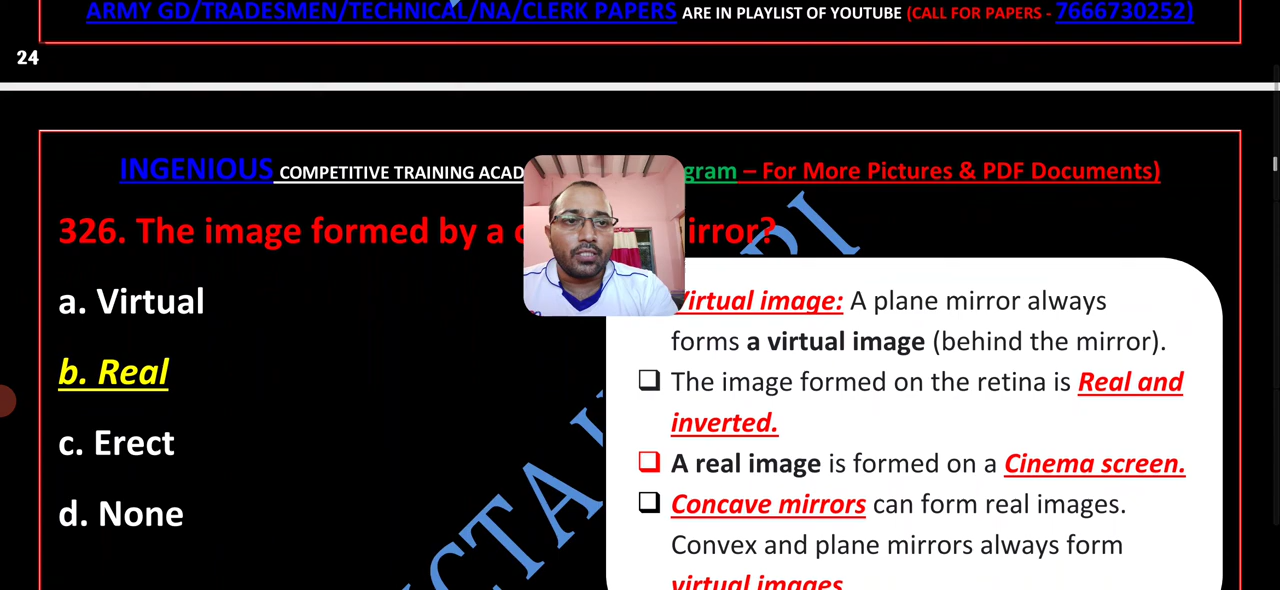 ARMY GD/TRADESMEN/TECHNICAL/NA/CLERK PAPERS ARE IN PLAYLIST OF YOUTUBE (CALL FOR PAPERS - 7666730252)
24
INGENIOUS COMPETITIVE TRAINING ACAD gram – For More Pictures & PDF Documents)
326. The image formed by a c irror?
a. Virtual
b. Real
c. Erect
d. None
Virtual image: A plane mirror always
forms a virtual image (behind the mirror).
❑ The image formed on the retina is Real and
inverted.
❑ A real image is formed on a Cinema screen.
❑ Concave mirrors can form real images.
Convex and plane mirrors always form
virtual images